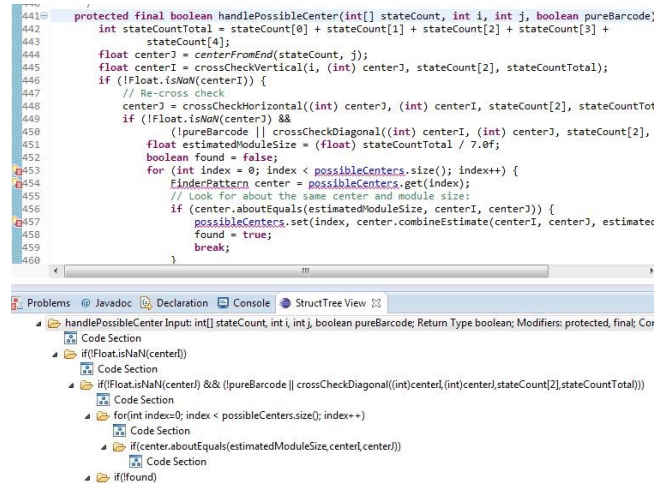 441 protected final boolean handlePossibleCenter(int[] stateCount, int i, int j, boolean pureBarcode)
442 int stateCountTotal = stateCount[0] + stateCount[1] + stateCount[2] + stateCount[3] +
443 stateCount[4];
444 float centerJ = centerFromEnd(stateCount, j);
445 float centerI = crossCheckVertical(i, (int) centerJ, stateCount[2], stateCountTotal);
446 if (!Float.isNaN(centerI)) {
447 // Re-cross check
448 centerJ = crossCheckHorizontal((int) centerJ, (int) centerI, stateCount[2], stateCountTot
449 if (!Float.isNaN(centerJ) &&
450 (!pureBarcode || crossCheckDiagonal((int) centerI, (int) centerJ, stateCount[2],
451 float estimatedModuleSize = (float) stateCountTotal / 7.0f;
452 boolean found = false;
453 for (int index = 0; index < possibleCenters.size(); index++) {
454 FinderPattern center = possibleCenters.get(index);
455 // Look for about the same center and module size:
456 if (center.aboutEquals(estimatedModuleSize, centerI, centerJ)) {
457 possibleCenters.set(index, center.combineEstimate(centerI, centerJ, estimated
458 found = true;
459 break;
460 }
Problems @ Javadoc Declaration Console StructTree View
handlePossibleCenter Input: int[] stateCount, int i, int j, boolean pureBarcode; Return Type boolean; Modifiers: protected, final; Cor
Code Section
if(!Float.isNaN(centerI))
Code Section
if(!Float.isNaN(centerJ) && (!pureBarcode || crossCheckDiagonal((int)centerI,(int)centerJ,stateCount[2],stateCountTotal)))
Code Section
for(int index=0; index < possibleCenters.size(); index++)
Code Section
if(center.aboutEquals(estimatedModuleSize,centerI,centerJ))
Code Section
if(!found)